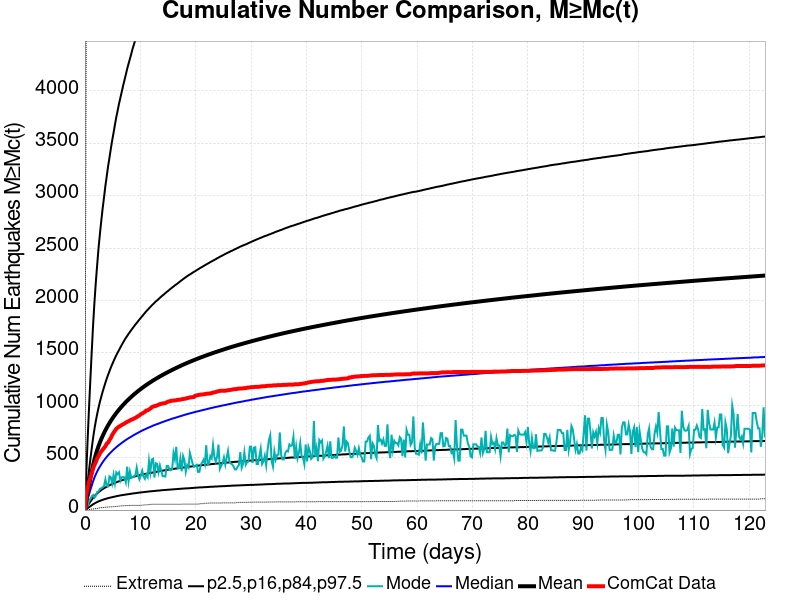 Cumulative Number Comparison, M≥Mc(t)
Cumulative Num Earthquakes M≥Mc(t)
4000
3500
3000
2500
2000
1500
1000
500
0
0 10 20 30 40 50 60 70 80 90 100 110 120
Time (days)
Extrema p2.5,p16,p84,p97.5 Mode Median Mean ComCat Data